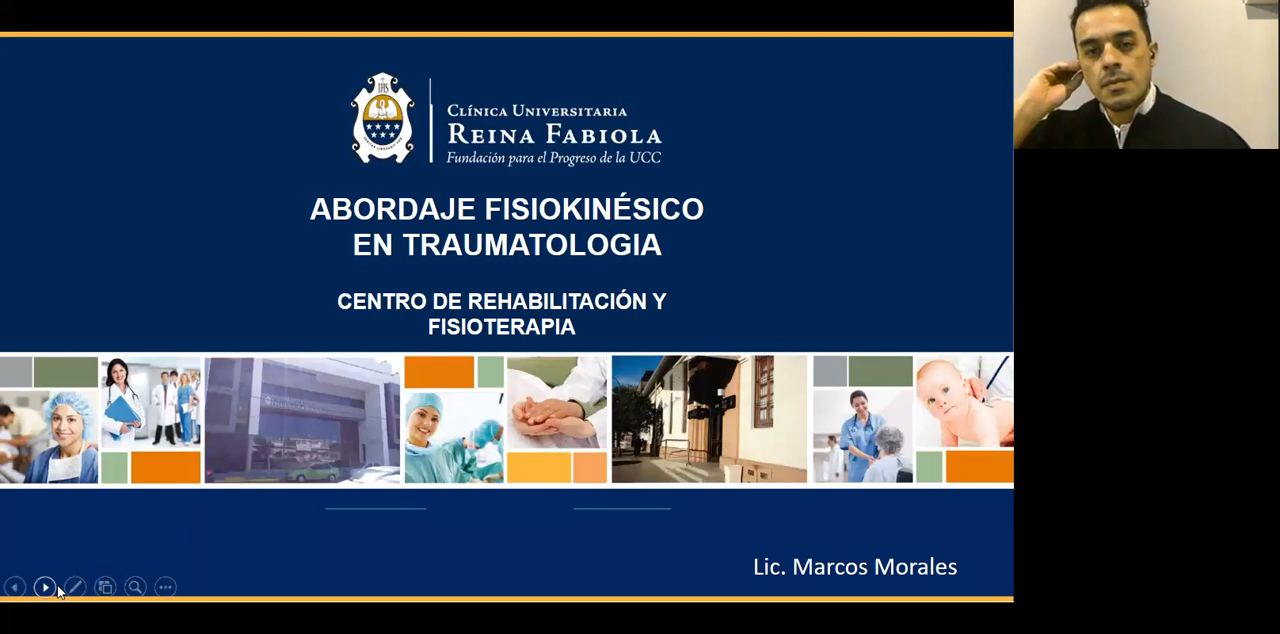 IHS
CLÍNICA UNIVERSITARIA
REINA FABIOLA
Fundación para el Progreso de la UCC
ABORDAJE FISIOKINÉSICO
EN TRAUMATOLOGIA
CENTRO DE REHABILITACIÓN Y
FISIOTERAPIA
Lic. Marcos Morales